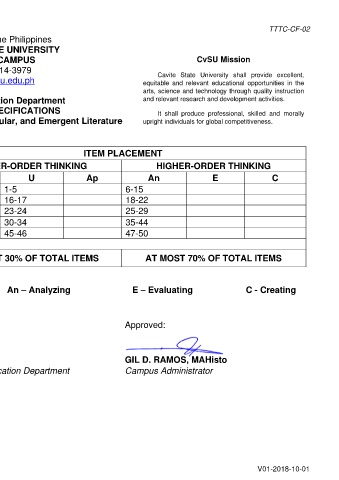 TTTC-CF-02
ne Philippines
E UNIVERSITY
CAMPUS
14-3979
u.edu.ph
CvSU Mission
Cavite State University shall provide excellent,
equitable and relevant educational opportunities in the
arts, science and technology through quality instruction
and relevant research and development activities.
It shall produce professional, skilled and morally
upright individuals for global competitiveness.
tion Department
ECIFICATIONS
ular, and Emergent Literature
ITEM PLACEMENT
R-ORDER THINKING HIGHER-ORDER THINKING
U Ap An E C
1-5 6-15
16-17 18-22
23-24 25-29
30-34 35-44
45-46 47-50
T 30% OF TOTAL ITEMS AT MOST 70% OF TOTAL ITEMS
An – Analyzing E – Evaluating C - Creating
Approved:
GIL D. RAMOS, MAHisto
cation Department Campus Administrator
V01-2018-10-01